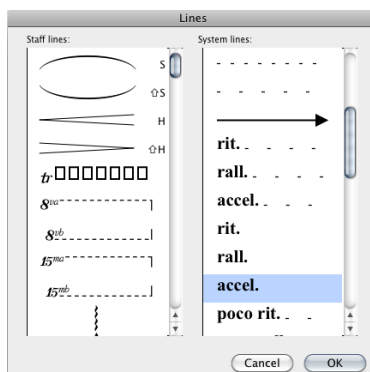 Lines
Staff lines:
S
⇧S
H
⇧H
tr
8va
8vb
15ma
15mb
System lines:
rit.
rall.
accel.
rit.
rall.
accel.
poco rit.
Cancel
OK